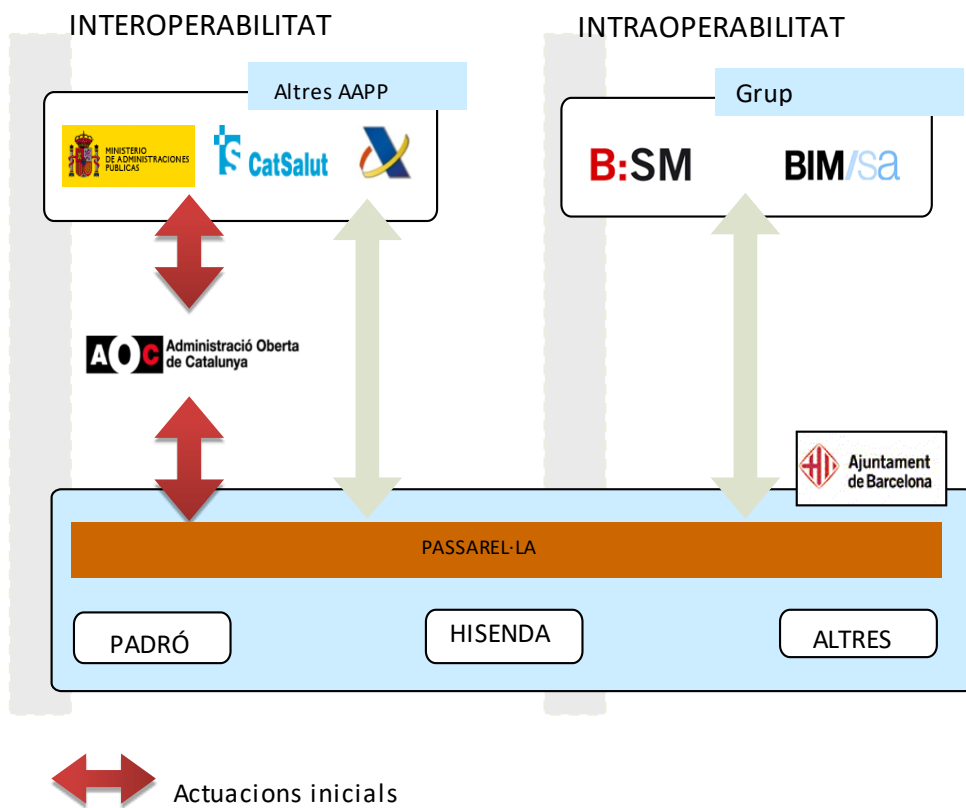 INTEROPERABILITAT
INTRAOPERABILITAT
Altres AAPP
Grup
MINISTERIO
DE ADMINISTRACIONES
PÚBLICAS
CatSalut
B:SM
BIM/sa
AOC
Administració Oberta
de Catalunya
Ajuntament
de Barcelona
PASSAREL·LA
PADRÓ
HISENDA
ALTRES
Actuacions inicials